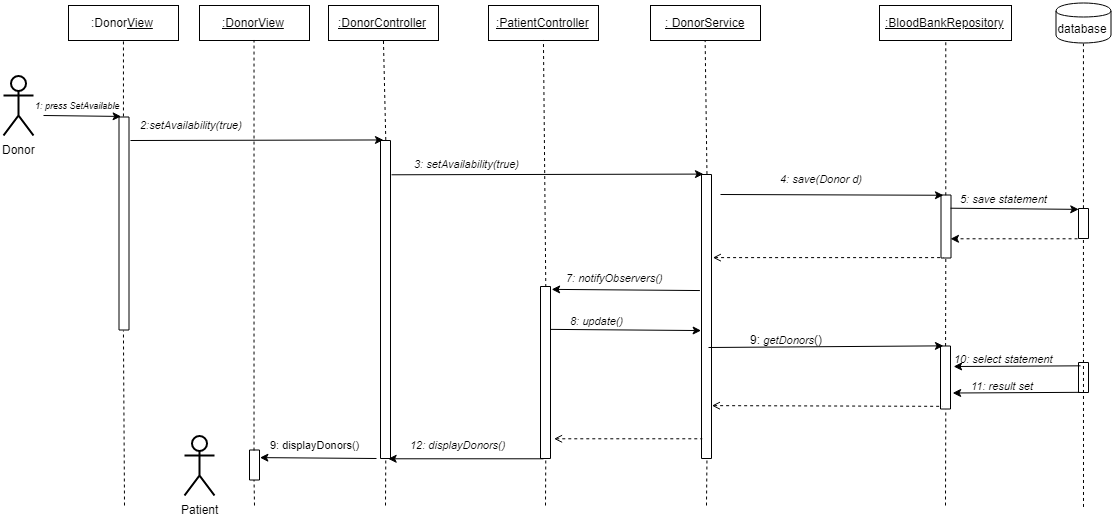 :DonorView
:DonorView
:DonorController
:PatientController
: DonorService
:BloodBankRepository
database
1: press SetAvailable
Donor
2:setAvailability(true)
3: setAvailability(true)
4: save(Donor d)
5: save statement
7: notifyObservers()
8: update()
9: getDonors()
10: select statement
11: result set
9: displayDonors()
12: displayDonors()
Patient